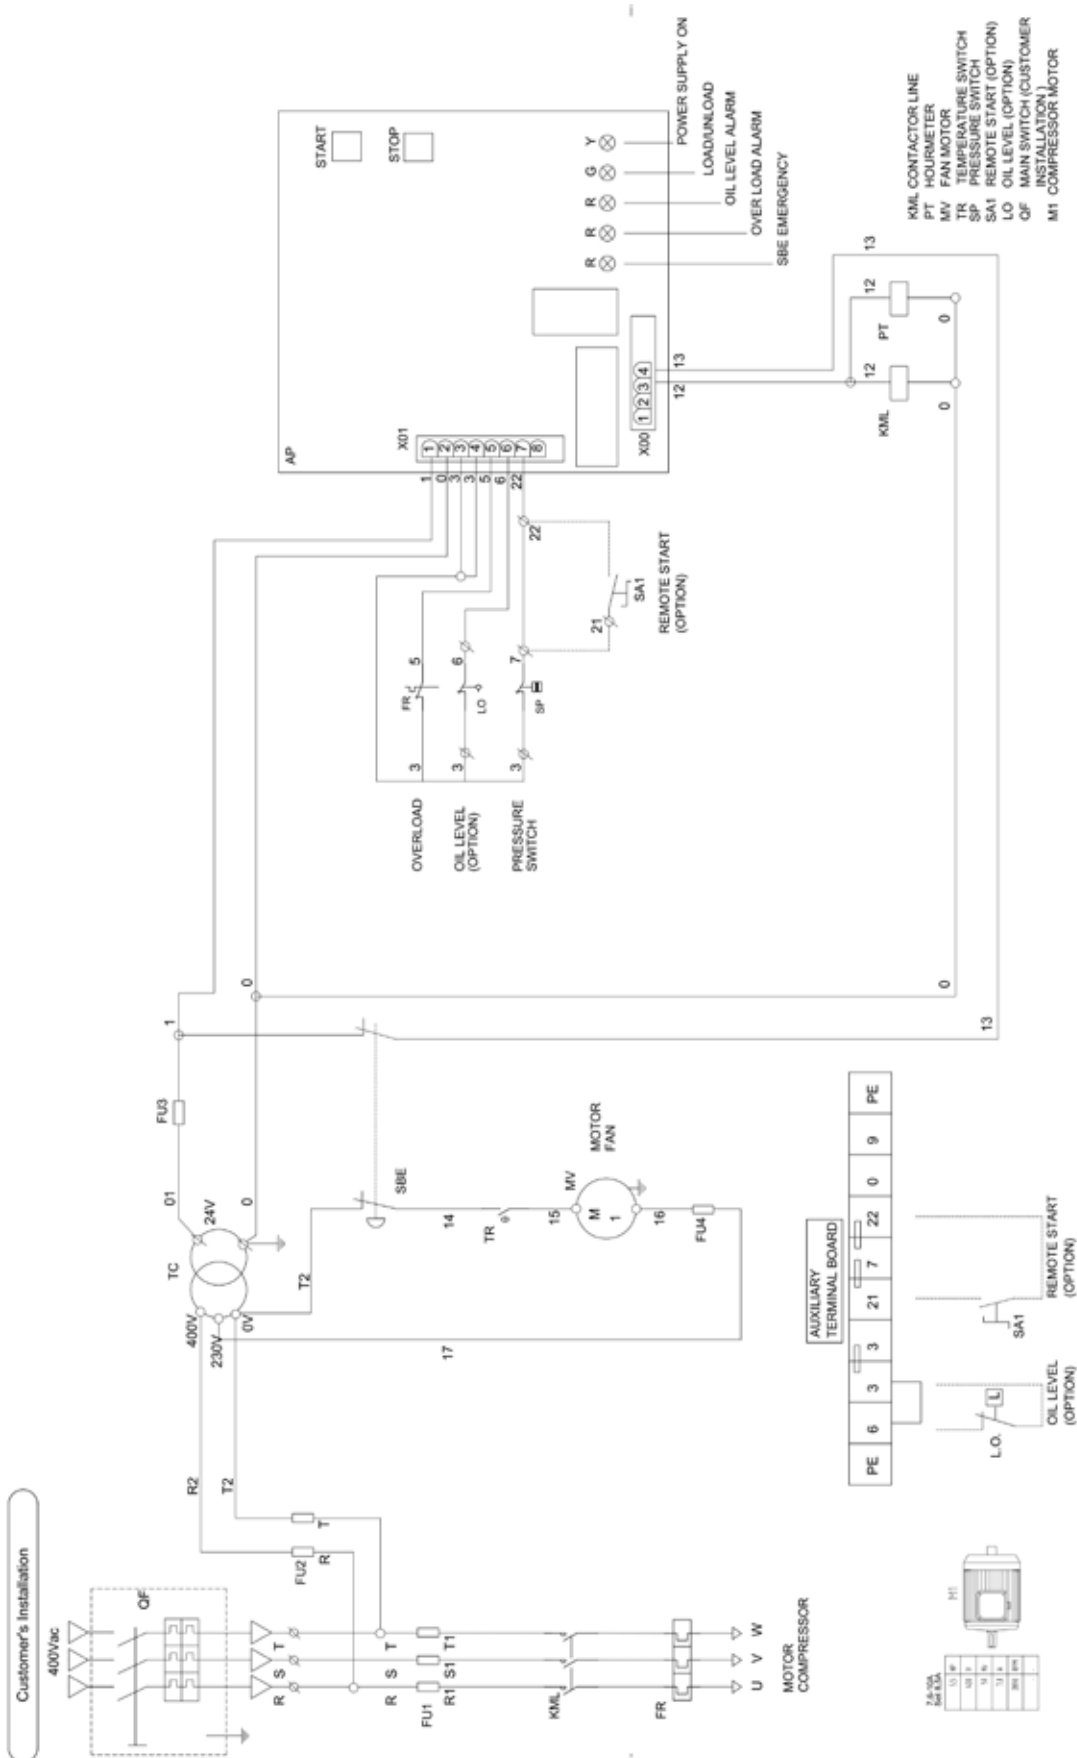 Customer's Installation
400Vac
QF
R
S
T
R
S
T
FU1
R1
S1
T1
KML
FR
U
V
W
MOTOR
COMPRESSOR
FU2
R
T
R2
T2
400V
230V
0V
TC
24V
01
0
FU3
1
0
T2
SBE
14
TR
15
MV
M
1
16
FU4
17
MOTOR
FAN
13
0
OVERLOAD
OIL LEVEL
(OPTION)
PRESSURE
SWITCH
3
FR
5
3
LO
6
3
SP
7
22
21
SA1
REMOTE START
(OPTION)
AP
X01
1
2
3
4
5
6
7
8
1
0
3
3
5
6
22
START
STOP
R
R
R
G
Y
POWER SUPPLY ON
LOAD/UNLOAD
OIL LEVEL ALARM
OVER LOAD ALARM
SBE EMERGENCY
X00
1 2 3 4
12
13
KML
12
0
PT
12
0
13
KML CONTACTOR LINE
PT HOURMETER
MV FAN MOTOR
TR TEMPERATURE SWITCH
SP PRESSURE SWITCH
SA1 REMOTE START (OPTION)
LO OIL LEVEL (OPTION)
QF MAIN SWITCH (CUSTOMER
INSTALLATION )
M1 COMPRESSOR MOTOR
AUXILIARY
TERMINAL BOARD
PE 6 3 3 21 7 22 0 9 PE
L.O.
L
OIL LEVEL
(OPTION)
SA1
REMOTE START
(OPTION)
M1